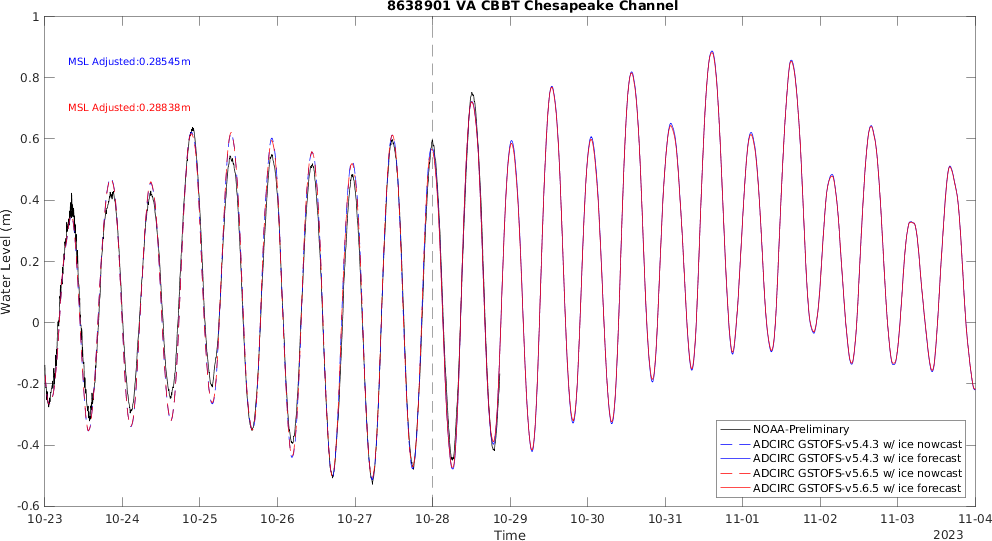 8638901 VA CBBT Chesapeake Channel
1
MSL Adjusted:0.28545m
0.8
MSL Adjusted:0.28838m
0.6
0.4
0.2
0
-0.2
-0.4
-0.6
Water Level (m)
NOAA-Preliminary
ADCIRC GSTOFS-v5.4.3 w/ ice nowcast
ADCIRC GSTOFS-v5.4.3 w/ ice forecast
ADCIRC GSTOFS-v5.6.5 w/ ice nowcast
ADCIRC GSTOFS-v5.6.5 w/ ice forecast
10-23 10-24 10-25 10-26 10-27 10-28 10-29 10-30 10-31 11-01 11-02 11-03 11-04
Time
2023